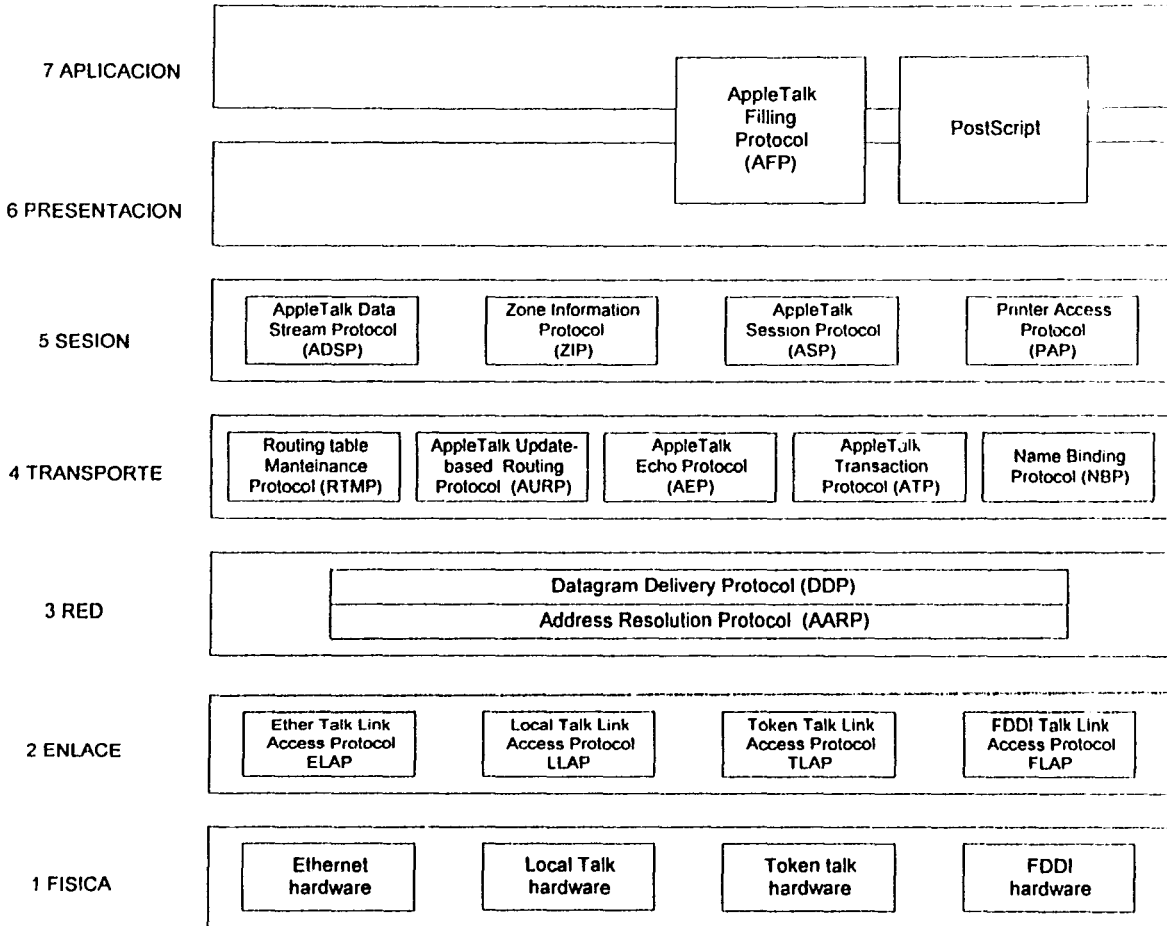 7 APLICACION
AppleTalk
Filling
Protocol
(AFP)
PostScript
6 PRESENTACION
5 SESION
AppleTalk Data
Stream Protocol
(ADSP)
Zone Information
Protocol
(ZIP)
AppleTalk
Session Protocol
(ASP)
Printer Access
Protocol
(PAP)
4 TRANSPORTE
Routing table
Manteinance
Protocol (RTMP)
AppleTalk Update-
based Routing
Protocol (AURP)
AppleTalk
Echo Protocol
(AEP)
AppleTalk
Transaction
Protocol (ATP)
Name Binding
Protocol (NBP)
3 RED
Datagram Delivery Protocol (DDP)
Address Resolution Protocol (AARP)
2 ENLACE
Ether Talk Link
Access Protocol
ELAP
Local Talk Link
Access Protocol
LLAP
Token Talk Link
Access Protocol
TLAP
FDDI Talk Link
Access Protocol
FLAP
1 FISICA
Ethernet
hardware
Local Talk
hardware
Token talk
hardware
FDDI
hardware